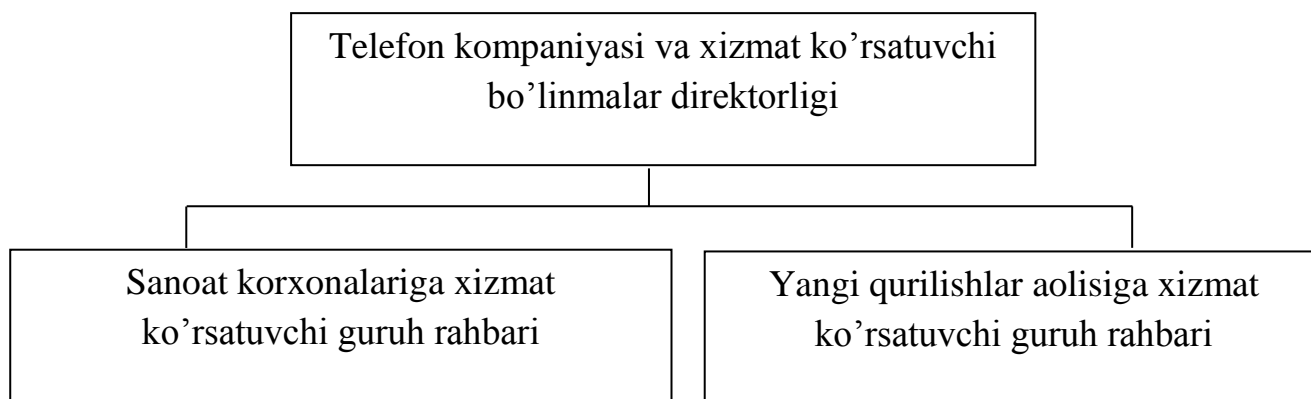 Telefon kompaniyasi va xizmat ko’rsatuvchi
bo’linmalar direktorligi
Sanoat korxonalariga xizmat
ko’rsatuvchi guruh rahbari
Yangi qurilishlar aolisiga xizmat
ko’rsatuvchi guruh rahbari